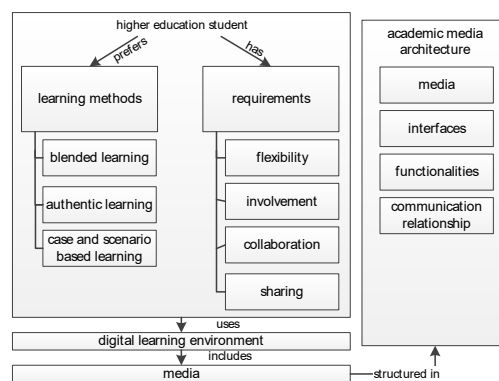 higher education student
prefers
has
learning methods
blended learning
authentic learning
case and scenario
based learning
requirements
flexibility
involvement
collaboration
sharing
uses
digital learning environment
includes
media
structured in
academic media
architecture
media
interfaces
functionalities
communication
relationship